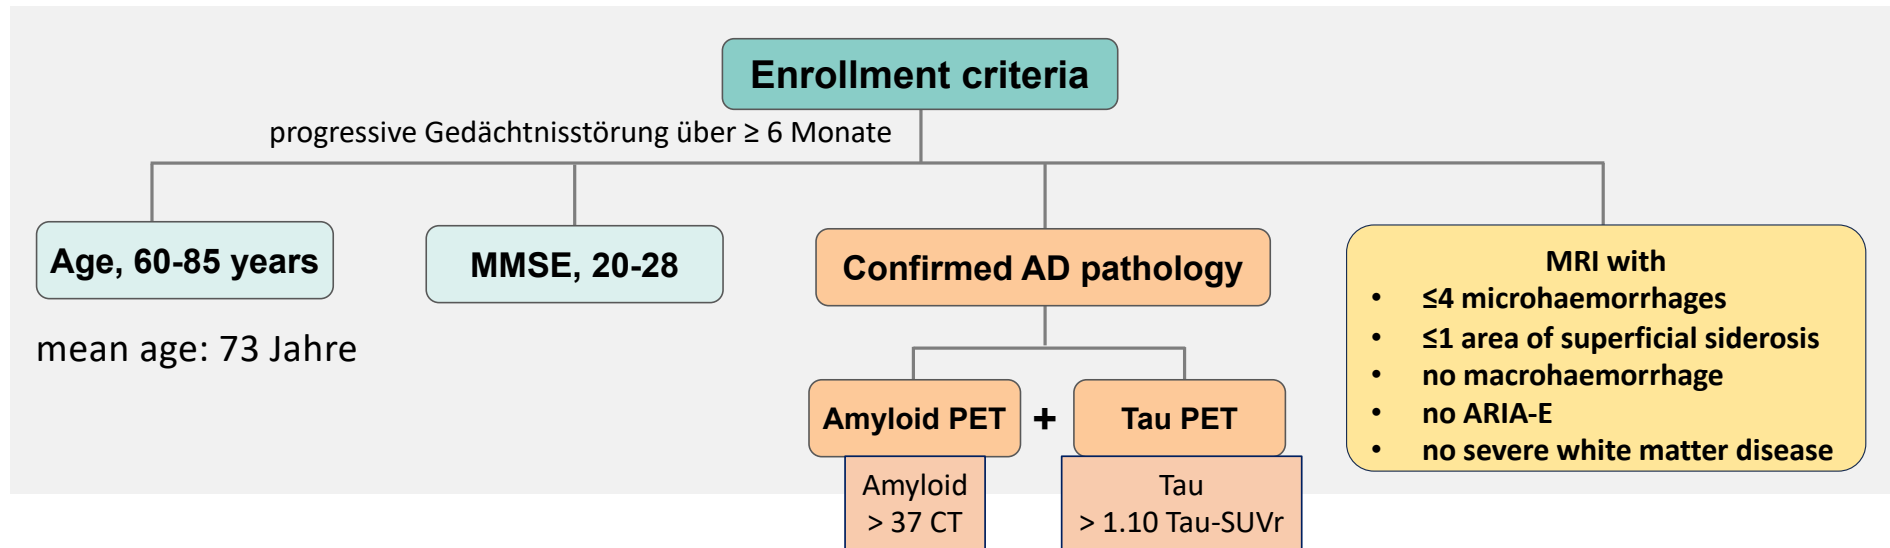 Enrollment criteria
progressive Gedächtnisstörung über ≥ 6 Monate
Age, 60-85 years
mean age: 73 Jahre
MMSE, 20-28
Confirmed AD pathology
Amyloid PET
+
Tau PET
Amyloid
> 37 CT
Tau
> 1.10 Tau-SUVr
MRI with
• ≤4 microhaemorrhages
• ≤1 area of superficial siderosis
• no macrohaemorrhage
• no ARIA-E
• no severe white matter disease